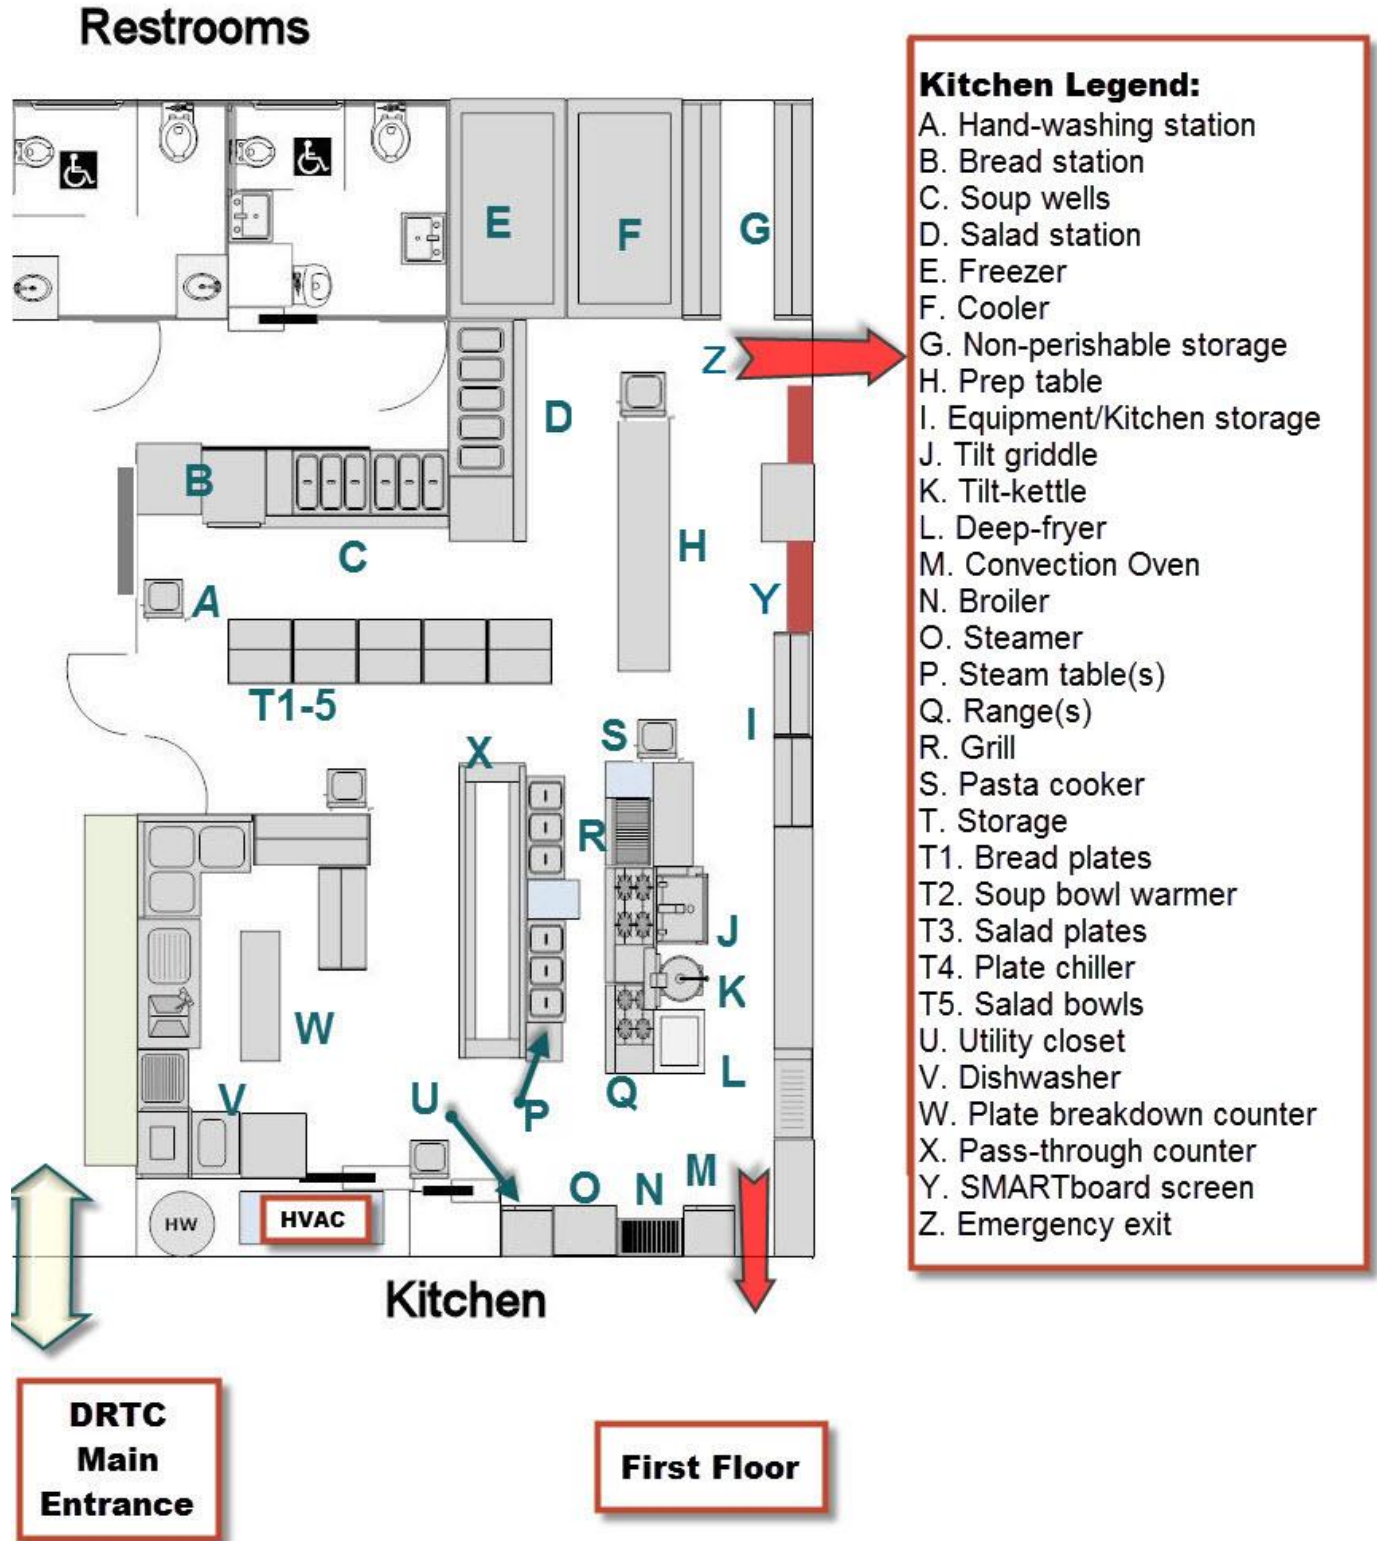 Restrooms
E
F
G
Z
D
B
C
H
A
Y
T1-5
I
S
X
R
J
K
W
L
V
U
P
Q
M
O
N
HW
HVAC
Kitchen
DRTC
Main
Entrance
First Floor
Kitchen Legend:
A. Hand-washing station
B. Bread station
C. Soup wells
D. Salad station
E. Freezer
F. Cooler
G. Non-perishable storage
H. Prep table
I. Equipment/Kitchen storage
J. Tilt griddle
K. Tilt-kettle
L. Deep-fryer
M. Convection Oven
N. Broiler
O. Steamer
P. Steam table(s)
Q. Range(s)
R. Grill
S. Pasta cooker
T. Storage
T1. Bread plates
T2. Soup bowl warmer
T3. Salad plates
T4. Plate chiller
T5. Salad bowls
U. Utility closet
V. Dishwasher
W. Plate breakdown counter
X. Pass-through counter
Y. SMARTboard screen
Z. Emergency exit